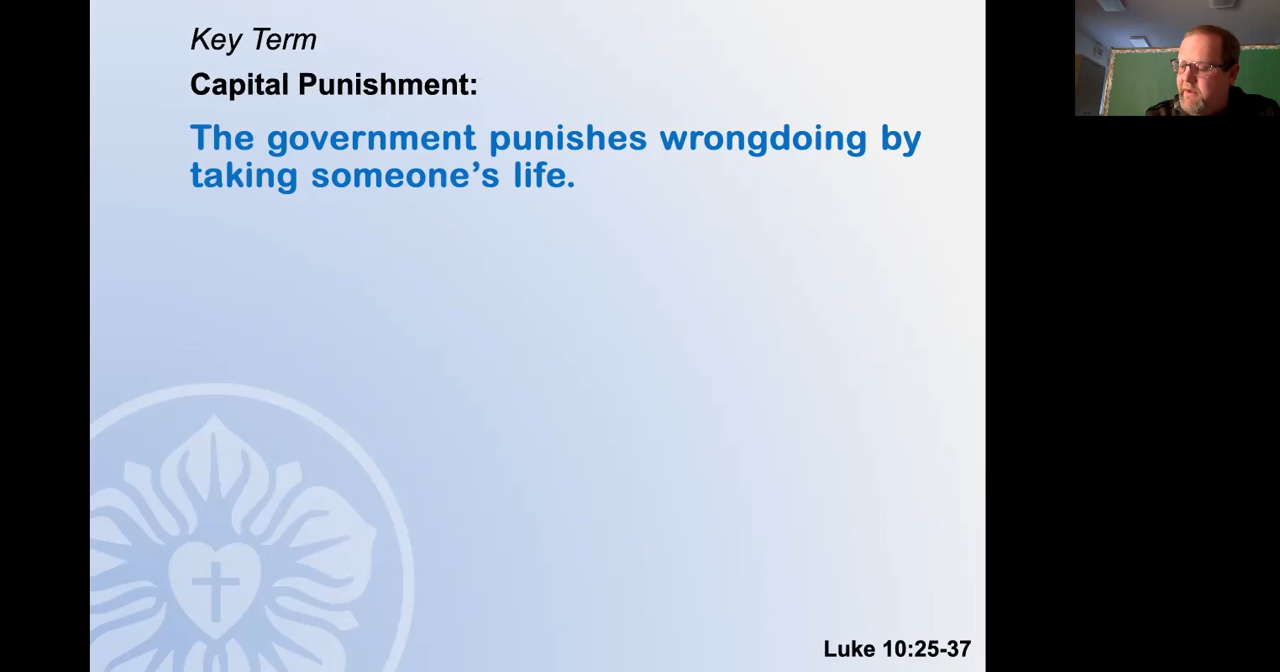 Key Term
Capital Punishment:
The government punishes wrongdoing by
taking someone’s life.
Luke 10:25-37